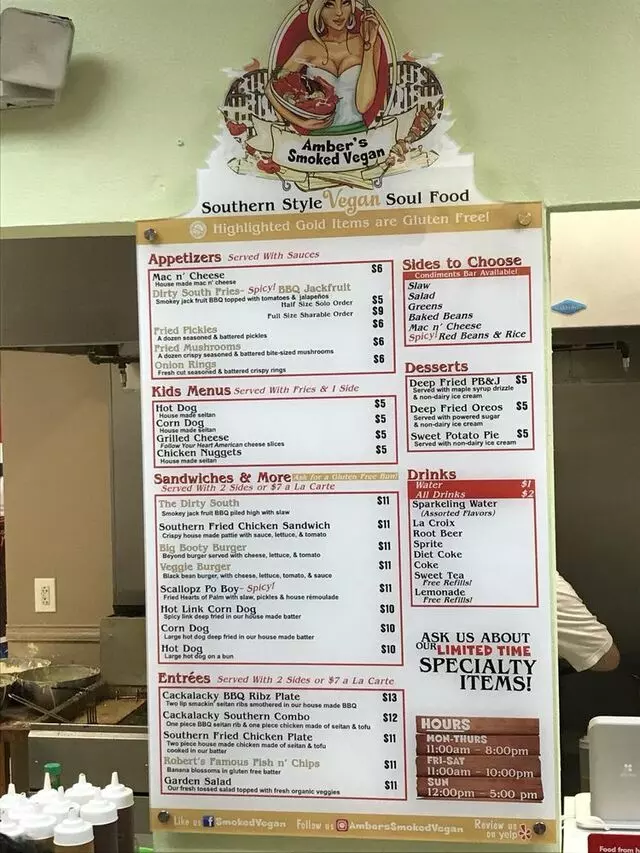 Amber's
Smoked Vegan
Southern Style Vegan Soul Food
Highlighted Gold Items are Gluten Free!
Appetizers Served With Sauces
Mac n' Cheese $6
House made mac n' cheese
Dirty South Fries- Spicy! BBQ Jackfruit
Smokey jack fruit BBQ topped with tomatoes & jalapeños
Half Size Solo Order $5
Full Size Sharable Order $9
Fried Pickles $6
A dozen seasoned & battered pickles
Fried Mushrooms $6
A dozen crispy seasoned & battered bite-sized mushrooms
Onion Rings $6
Fresh cut seasoned & battered crispy rings
Kids Menus Served With Fries & 1 Side
Hot Dog $5
House made seitan
Corn Dog $5
House made seitan
Grilled Cheese $5
Follow Your Heart American cheese slices
Chicken Nuggets $5
House made seitan
Sandwiches & More Ask for a Gluten Free Bun!
Served With 2 Sides or $7 a La Carte
The Dirty South $11
Smokey jack fruit BBQ piled high with slaw
Southern Fried Chicken Sandwich $11
Crispy house made pattie with sauce, lettuce, & tomato
Big Booty Burger $11
Beyond burger served with cheese, lettuce, & tomato
Veggie Burger $11
Black bean burger, with cheese, lettuce, tomato, & sauce
Scallopz Po Boy- Spicy! $11
Fried Hearts of Palm with slaw, pickles & house rémoulade
Hot Link Corn Dog $10
Spicy link deep fried in our house made batter
Corn Dog $10
Large hot dog deep fried in our house made batter
Hot Dog $10
Large hot dog on a bun
Entrées Served With 2 Sides or $7 a La Carte
Cackalacky BBQ Ribz Plate $13
Two lip smackin' seitan ribs smothered in our house made BBQ
Cackalacky Southern Combo $12
One piece BBQ seitan rib & one piece chicken made of seitan & tofu
Southern Fried Chicken Plate $11
Two piece house made chicken made of seitan & tofu
cooked in our batter
Robert's Famous Fish n' Chips $11
Banana blossoms in gluten free batter
Garden Salad $11
Our fresh tossed salad topped with fresh organic veggies
Sides to Choose
Condiments Bar Available!
Slaw
Salad
Greens
Baked Beans
Mac n' Cheese
Spicy! Red Beans & Rice
Desserts
Deep Fried PB&J $5
Served with maple syrup drizzle
& non-dairy ice cream
Deep Fried Oreos $5
Served with powdered sugar
& non-dairy ice cream
Sweet Potato Pie $5
Served with non-dairy ice cream
Drinks
Water $1
All Drinks $2
Sparkeling Water
(Assorted Flavors)
La Croix
Root Beer
Sprite
Diet Coke
Coke
Sweet Tea
Free Refills!
Lemonade
Free Refills!
ASK US ABOUT
OUR LIMITED TIME
SPECIALTY
ITEMS!
HOURS
MON-THURS
11:00am - 8:00pm
FRI-SAT
11:00am - 10:00pm
SUN
12:00pm - 5:00 pm
Like us f SmokedVegan Follow us AmbersSmokedVegan Review us
on yelp
Food from